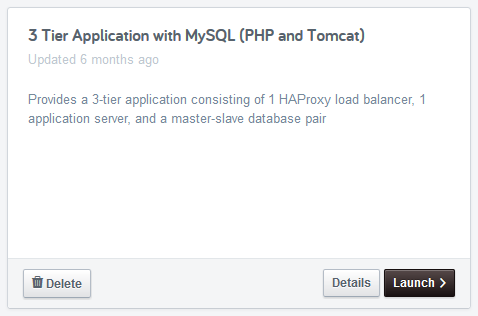 3 Tier Application with MySQL (PHP and Tomcat)
Updated 6 months ago
Provides a 3-tier application consisting of 1 HAProxy load balancer, 1
application server, and a master-slave database pair
Delete
Details
Launch